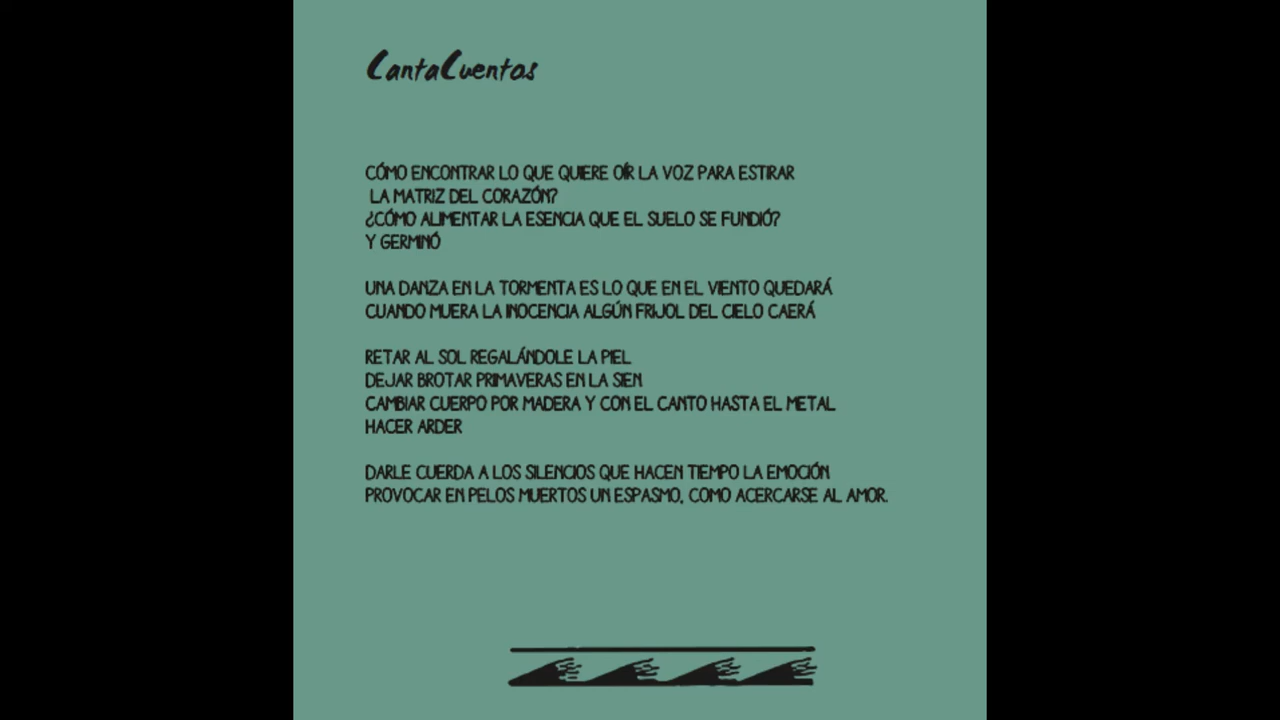 CantaCuentos
CÓMO ENCONTRAR LO QUE QUIERE OÍR LA VOZ PARA ESTIRAR
LA MATRIZ DEL CORAZÓN?
¿CÓMO ALIMENTAR LA ESENCIA QUE EL SUELO SE FUNDIÓ?
Y GERMINÓ
UNA DANZA EN LA TORMENTA ES LO QUE EN EL VIENTO QUEDARÁ
CUANDO MUERA LA INOCENCIA ALGÚN FRIJOL DEL CIELO CAERÁ
RETAR AL SOL REGALÁNDOLE LA PIEL
DEJAR BROTAR PRIMAVERAS EN LA SIEN
CAMBIAR CUERPO POR MADERA Y CON EL CANTO HASTA EL METAL
HACER ARDER
DARLE CUERDA A LOS SILENCIOS QUE HACEN TIEMPO LA EMOCIÓN
PROVOCAR EN PELOS MUERTOS UN ESPASMO, COMO ACERCARSE AL AMOR.